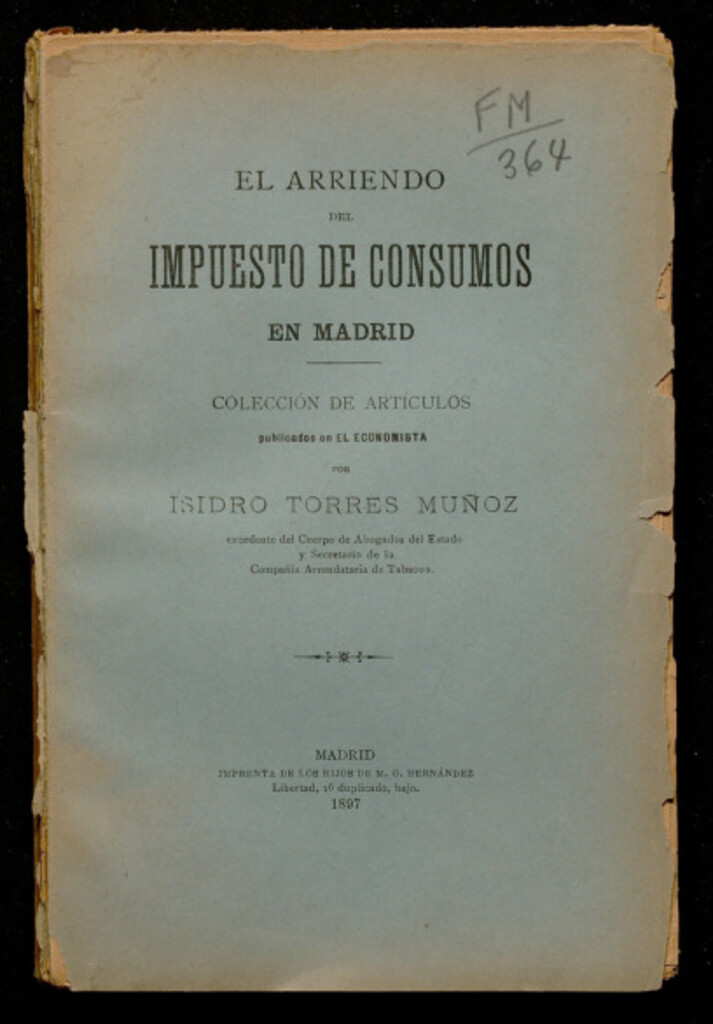 FM
364
EL ARRIENDO
DEL
IMPUESTO DE CONSUMOS
EN MADRID
COLECCIÓN DE ARTÍCULOS
publicados en EL ECONOMISTA
POR
ISIDRO TORRES MUÑOZ
excedente del Cuerpo de Abogados del Estado
y Secretario de la
Compañía Arrendataria de Tabacos.
MADRID
IMPRENTA DE LOS HIJOS DE M. G. HERNÁNDEZ
Libertad, 16 duplicado, bajo.
1897